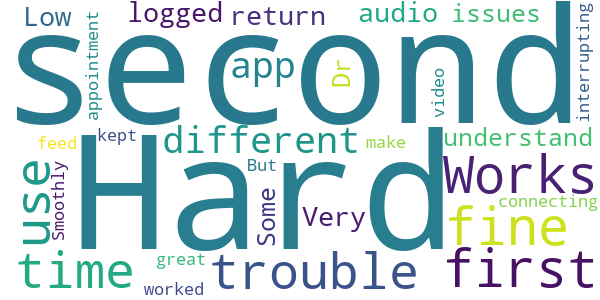 Low
logged
return
audio
issues
appointment
second
app
Dr
video
interrupting
feed
kept
different
make
understand
Hard
use
Smoothly
But
Some
Very
Works
connecting
fine
time
great
worked
trouble
first